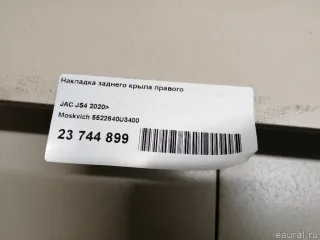 Накладка заднего крыла правого
JAC JS4 2020>
Moskvich 5522640U3400
23 744 899
© eaural.ru